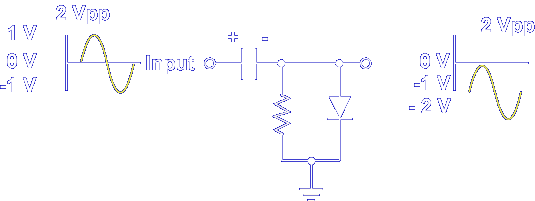 2 Vpp
1 V
0 V
-1 V
Input
+ -
2 Vpp
0 V
-1 V
- 2 V